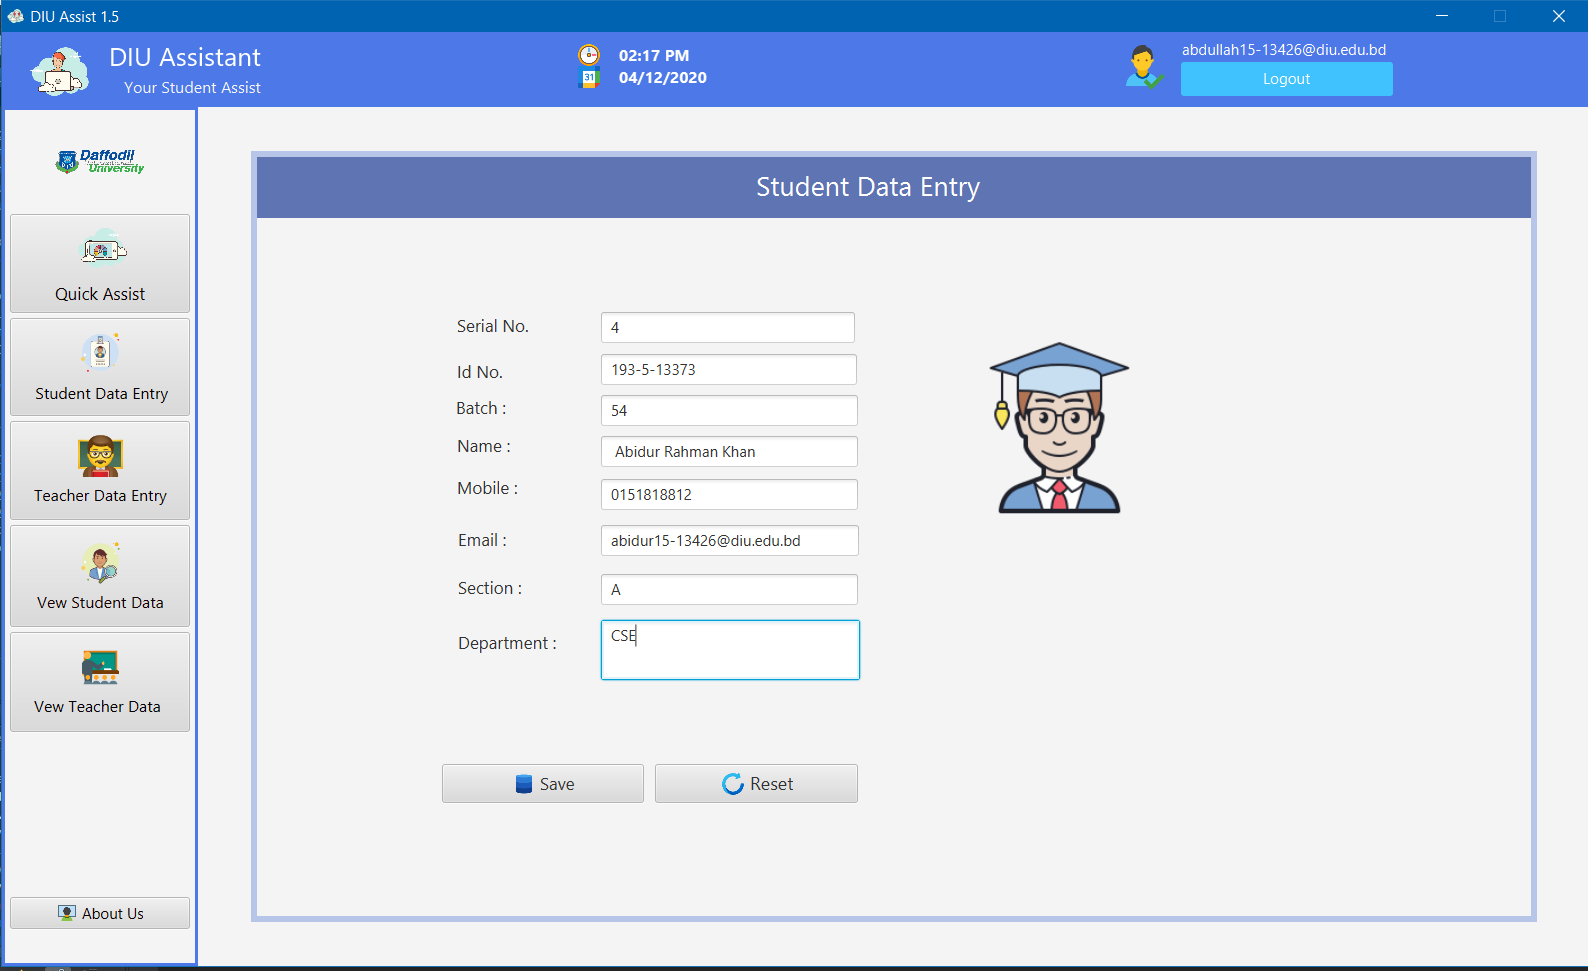 DIU Assist 1.5
DIU Assistant
Your Student Assist
02:17 PM
31
04/12/2020
abdullah15-13426@diu.edu.bd
Logout
Daffodil
University
Quick Assist
Student Data Entry
Teacher Data Entry
Vew Student Data
Vew Teacher Data
About Us
Student Data Entry
Serial No. 4
Id No. 193-5-13373
Batch : 54
Name : Abidur Rahman Khan
Mobile : 0151818812
Email : abidur15-13426@diu.edu.bd
Section : A
Department : CSE
Save
Reset